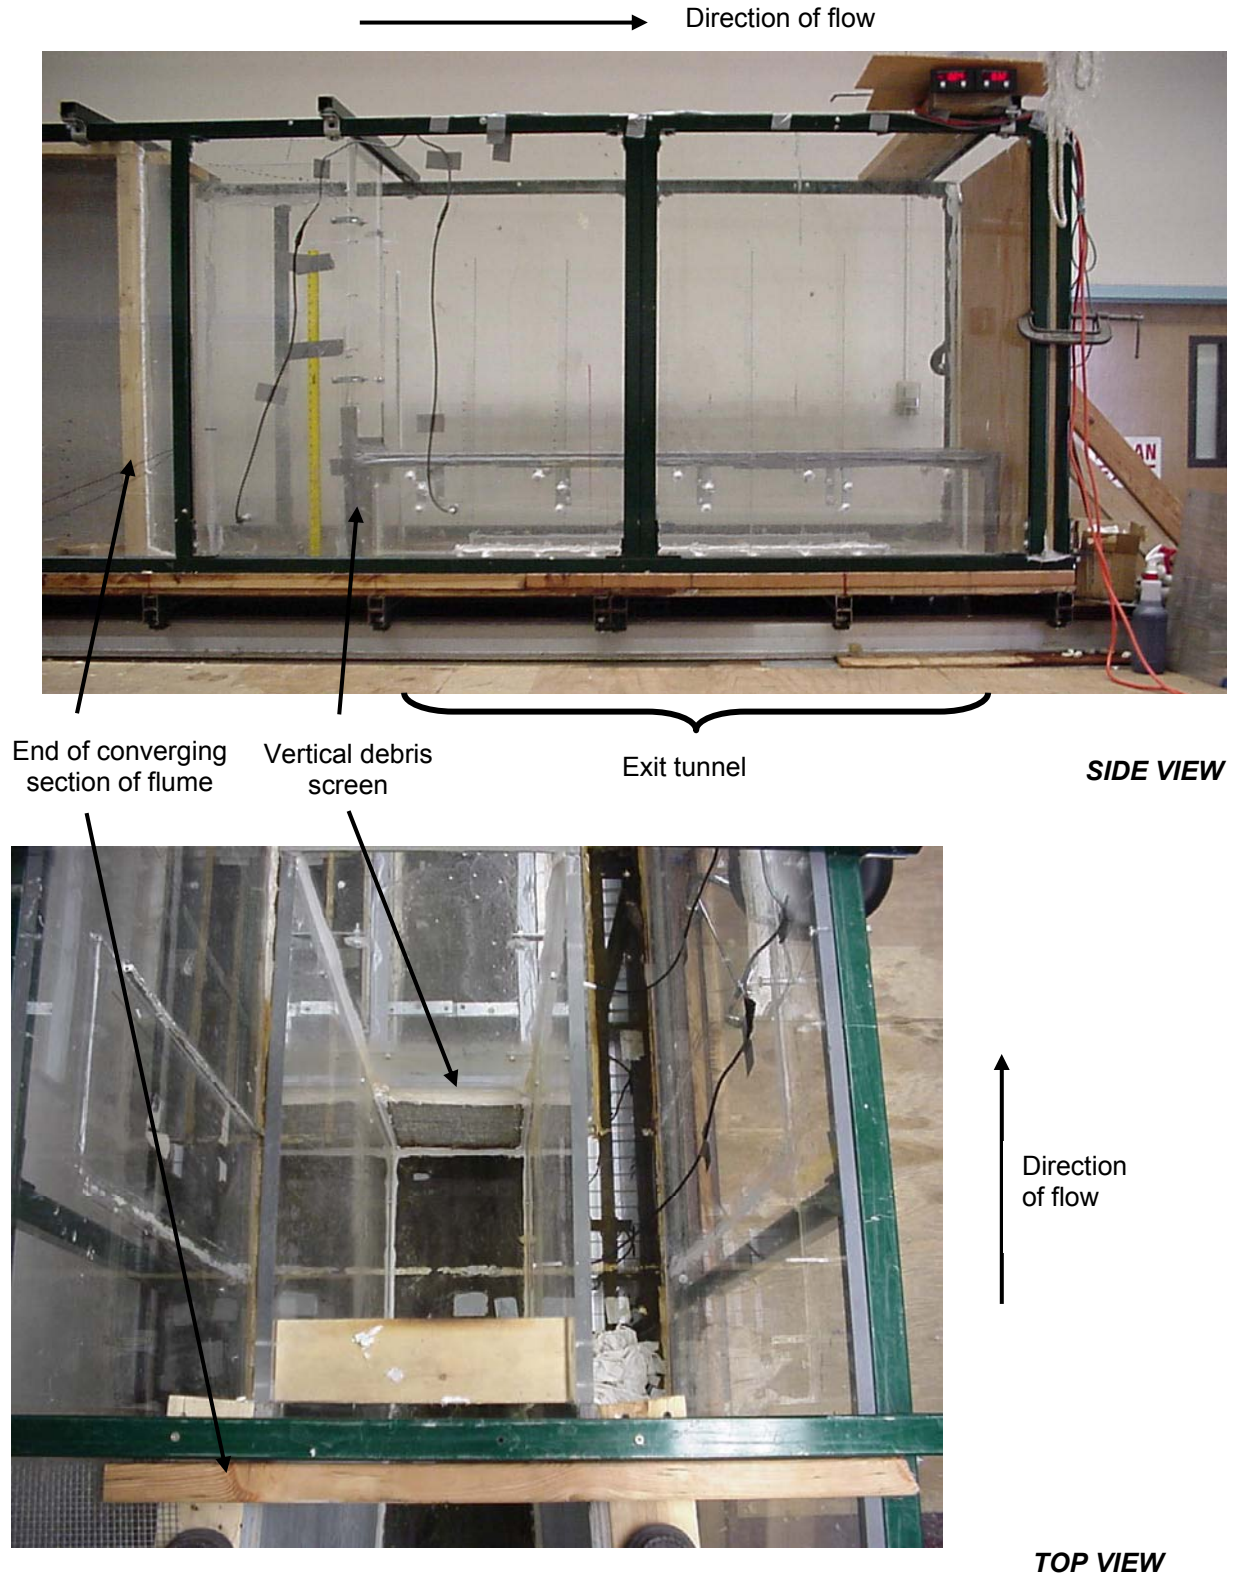 Direction of flow
AN
End of converging
section of flume
Vertical debris
screen
Exit tunnel
SIDE VIEW
Direction
of flow
TOP VIEW